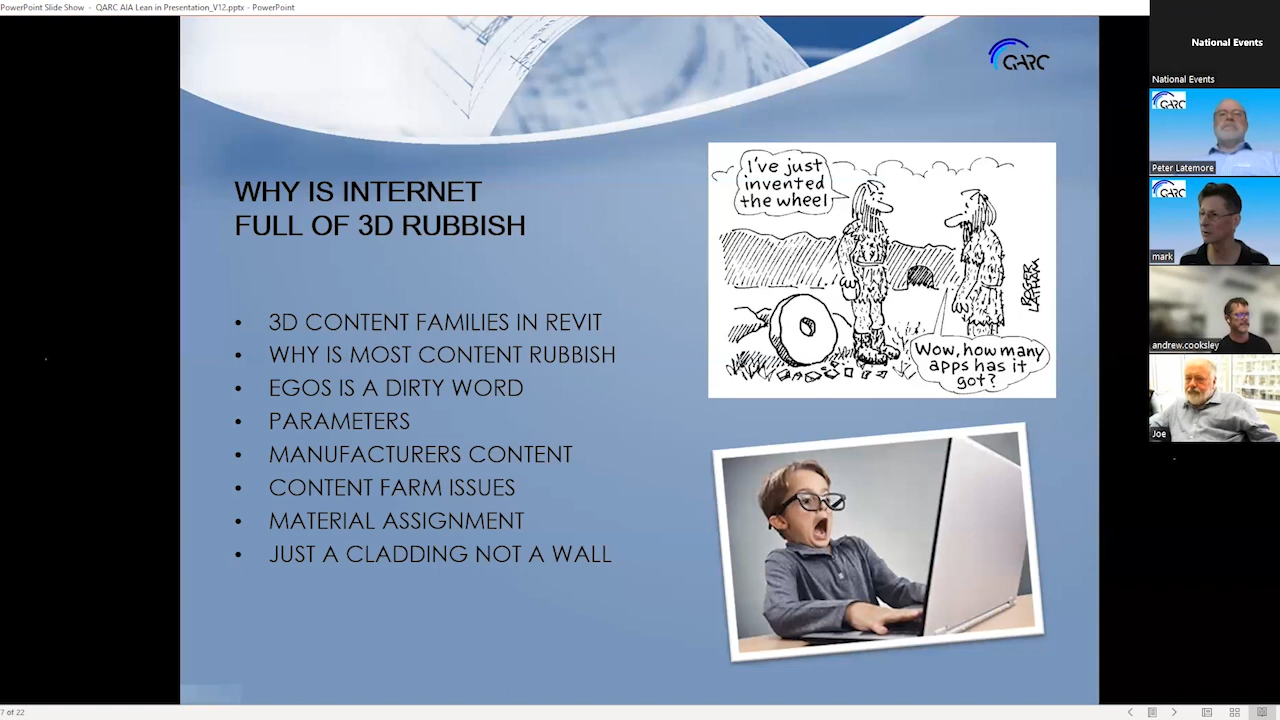 PowerPoint Slide Show - QARC AIA Lean in Presentation_V12.pptx - PowerPoint
QARC
WHY IS INTERNET
FULL OF 3D RUBBISH
• 3D CONTENT FAMILIES IN REVIT
• WHY IS MOST CONTENT RUBBISH
• EGOS IS A DIRTY WORD
• PARAMETERS
• MANUFACTURERS CONTENT
• CONTENT FARM ISSUES
• MATERIAL ASSIGNMENT
• JUST A CLADDING NOT A WALL
I've just
invented
the wheel
Wow, how many
apps has it
got?
National Events
National Events
QARC
Peter Latemore
QARC
mark
andrew.cooksley
Joe
7 of 22